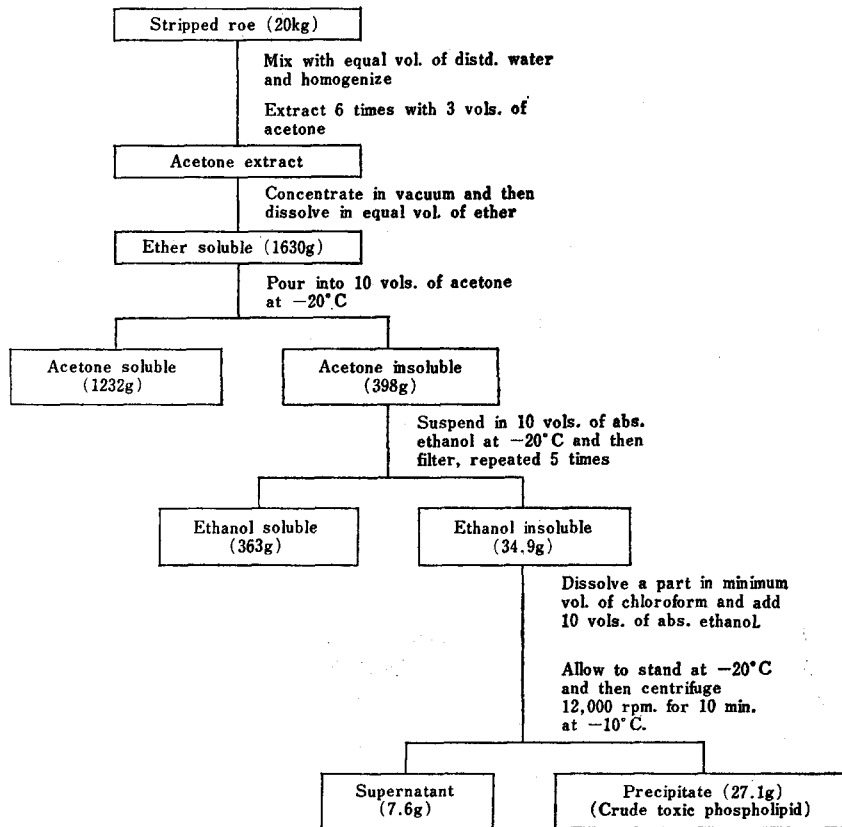 Stripped roe (20kg)
Mix with equal vol. of distd. water
and homogenize
Extract 6 times with 3 vols. of
acetone
Acetone extract
Concentrate in vacuum and then
dissolve in equal vol. of ether
Ether soluble (1630g)
Pour into 10 vols. of acetone
at −20°C
Acetone soluble
(1232g)
Acetone insoluble
(398g)
Suspend in 10 vols. of abs.
ethanol at −20°C and then
filter, repeated 5 times
Ethanol soluble
(363g)
Ethanol insoluble
(34.9g)
Dissolve a part in minimum
vol. of chloroform and add
10 vols. of abs. ethanol.
Allow to stand at −20°C
and then centrifuge
12,000 rpm. for 10 min.
at −10°C.
Supernatant
(7.6g)
Precipitate (27.1g)
(Crude toxic phospholipid)